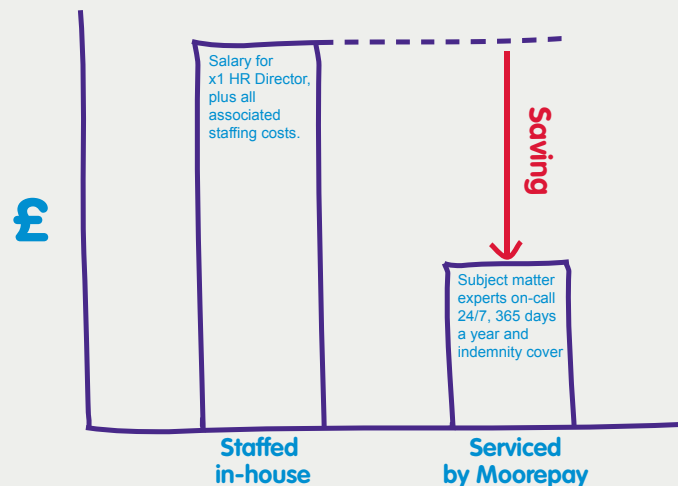 Salary for
x1 HR Director,
plus all
associated
staffing costs.
Saving
£
Subject matter
experts on-call
24/7, 365 days
a year and
indemnity cover
Staffed
in-house
Serviced
by Moorepay